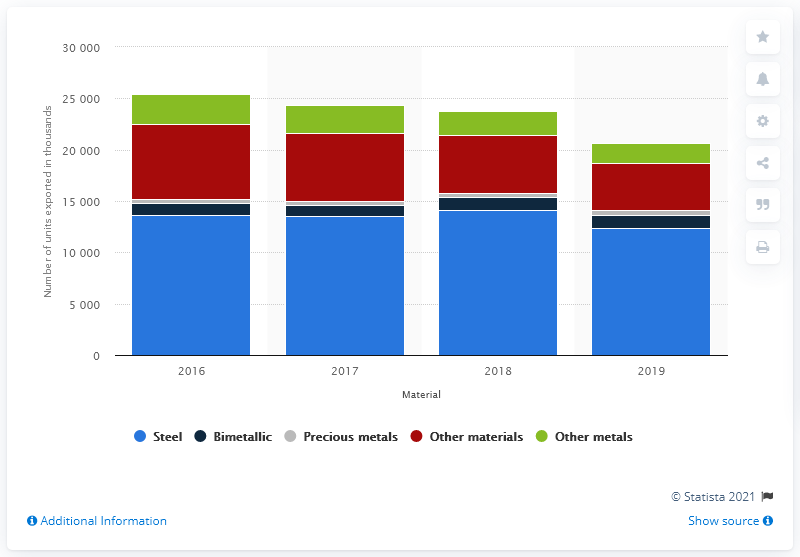 30 000
25 000
20 000
15 000
10 000
5 000
0
Number of units exported in thousands
2016 2017 2018 2019
Material
Steel Bimetallic Precious metals Other materials Other metals
© Statista 2021
Additional Information Show source